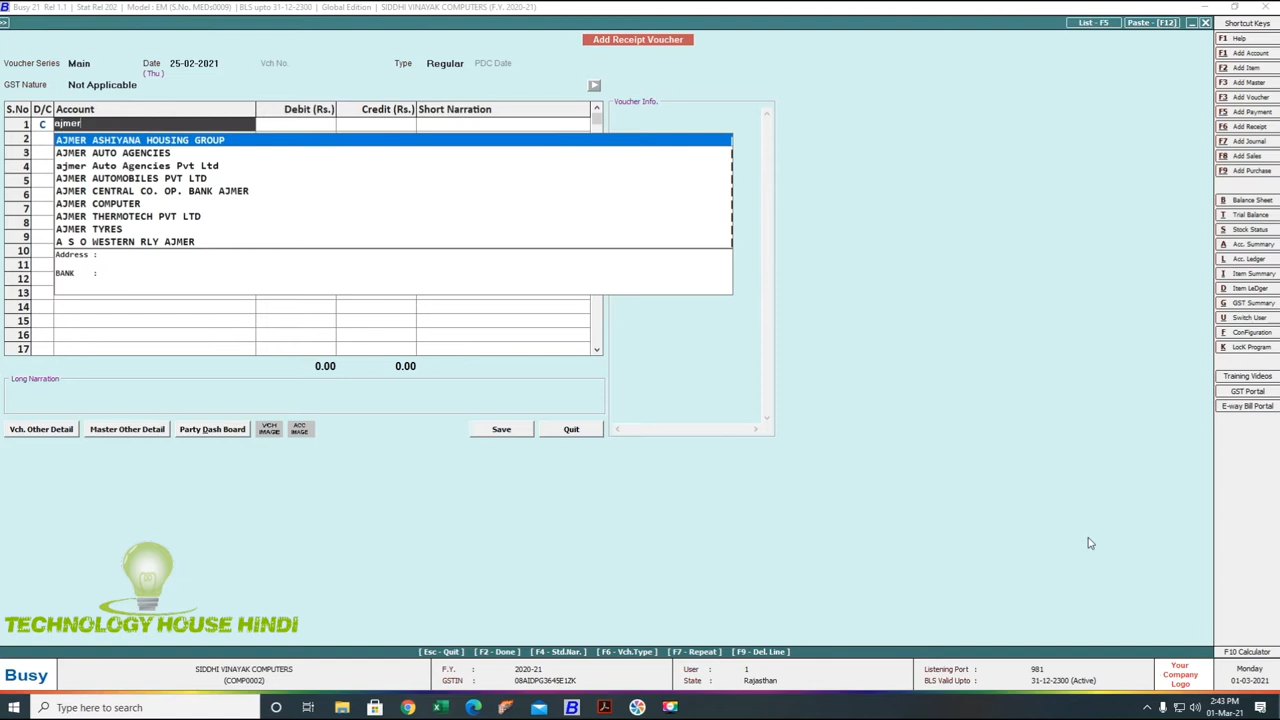 Busy 21 Rel 1.1 | Stat Rel 202 | Model : EM (S.No. MEDs0009) | BLS upto 31-12-2300 | Global Edition | SIDDHI VINAYAK COMPUTERS (F.Y. 2020-21)
>> List - F5 Paste - [F12]
Add Receipt Voucher
Voucher Series Main Date 25-02-2021 Vch No. Type Regular PDC Date
( Thu )
GST Nature Not Applicable
S.No D/C Account Debit (Rs.) Credit (Rs.) Short Narration
Voucher Info.
1 C ajmer
2 AJMER ASHIYANA HOUSING GROUP
3 AJMER AUTO AGENCIES
4 ajmer Auto Agencies Pvt Ltd
5 AJMER AUTOMOBILES PVT LTD
6 AJMER CENTRAL CO. OP. BANK AJMER
7 AJMER COMPUTER
8 AJMER THERMOTECH PVT LTD
9 AJMER TYRES
10 A S O WESTERN RLY AJMER
11 Address :
12 BANK :
13
14
15
16
17
0.00 0.00
Long Narration
Vch. Other Detail Master Other Detail Party Dash Board VCH IMAGE ACC IMAGE Save Quit
Shortcut Keys
F1 Help
F1 Add Account
F2 Add Item
F3 Add Master
F3 Add Voucher
F5 Add Payment
F6 Add Receipt
F7 Add Journal
F8 Add Sales
F9 Add Purchase
B Balance Sheet
T Trial Balance
S Stock Status
A Acc. Summary
L Acc. Ledger
I Item Summary
D Item LeDger
G GST Summary
U Switch User
F ConFiguration
K LocK Program
Training Videos
GST Portal
E-way Bill Portal
TECHNOLOGY HOUSE HINDI
[ Esc - Quit ] [ F2 - Done ] [ F4 - Std.Nar. ] [ F6 - Vch.Type ] [ F7 - Repeat ] [ F9 - Del. Line ]
F10 Calculator
Busy
SIDDHI VINAYAK COMPUTERS
(COMP0002)
F.Y. : 2020-21
GSTIN : 08AIDPG3645E1ZK
User : 1
State : Rajasthan
Listening Port : 981
BLS Valid Upto : 31-12-2300 (Active)
Your
Company
Logo
Monday
01-03-2021
Type here to search
2:43 PM
01-Mar-21